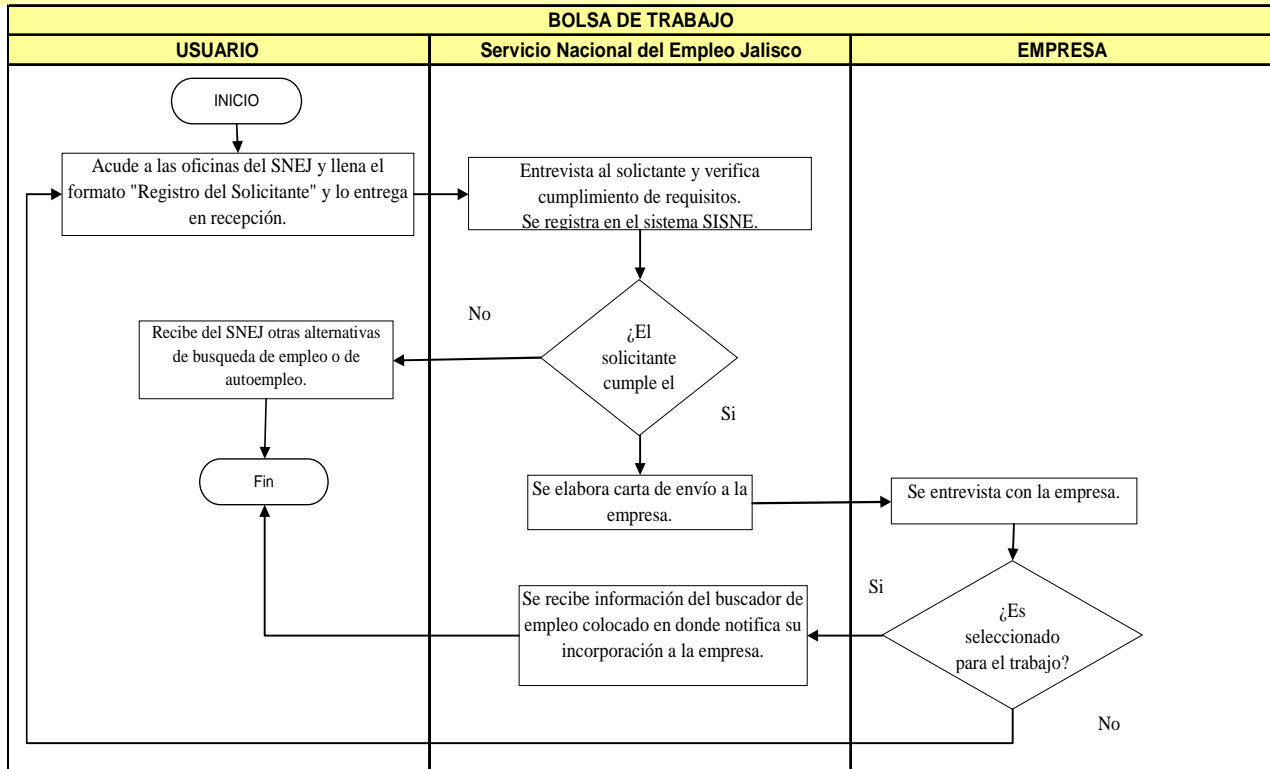 BOLSA DE TRABAJO
USUARIO
Servicio Nacional del Empleo Jalisco
EMPRESA
INICIO
Acude a las oficinas del SNEJ y llena el
formato "Registro del Solicitante" y lo entrega
en recepción.
Entrevista al solictante y verifica
cumplimiento de requisitos.
Se registra en el sistema SISNE.
No
¿El
solicitante
cumple el
Recibe del SNEJ otras alternativas
de busqueda de empleo o de
autoempleo.
Si
Fin
Se elabora carta de envío a la
empresa.
Se entrevista con la empresa.
Se recibe información del buscador de
empleo colocado en donde notifica su
incorporación a la empresa.
Si
¿Es
seleccionado
para el trabajo?
No